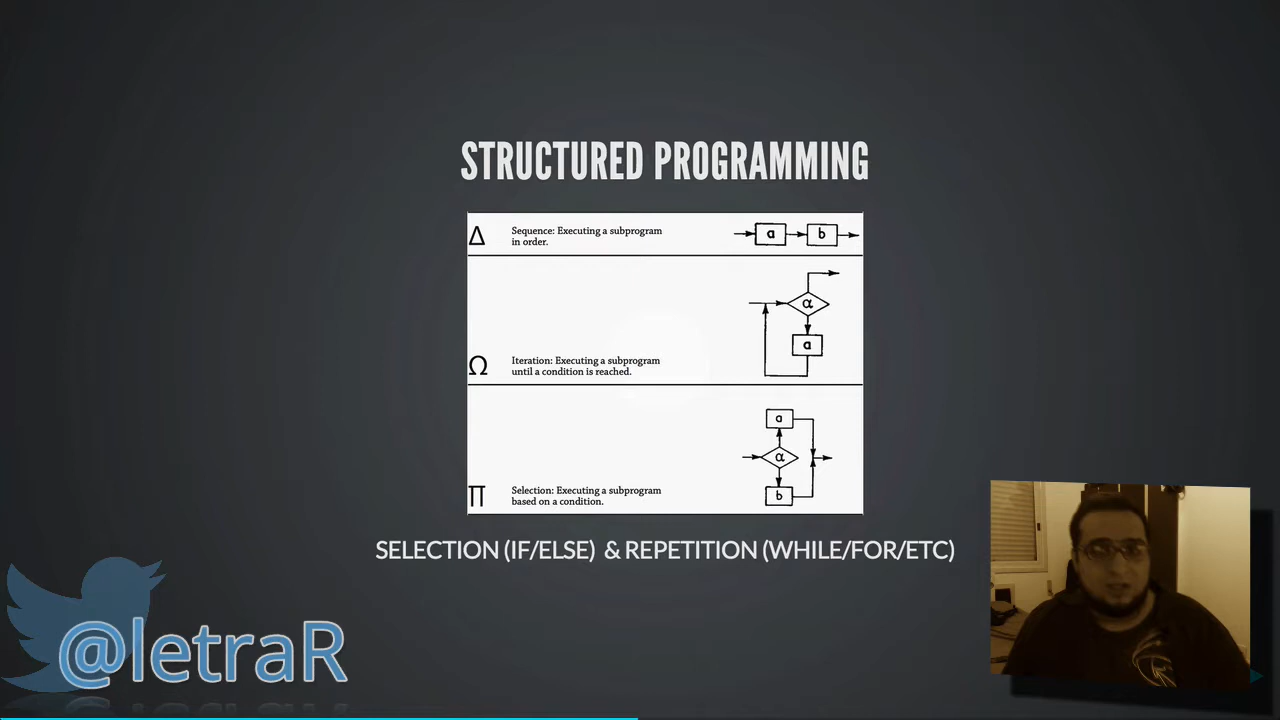 STRUCTURED PROGRAMMING
Δ Sequence: Executing a subprogram
in order.
a b
α
a
Ω Iteration: Executing a subprogram
until a condition is reached.
a
α
b
Π Selection: Executing a subprogram
based on a condition.
SELECTION (IF/ELSE) & REPETITION (WHILE/FOR/ETC)
@letraR